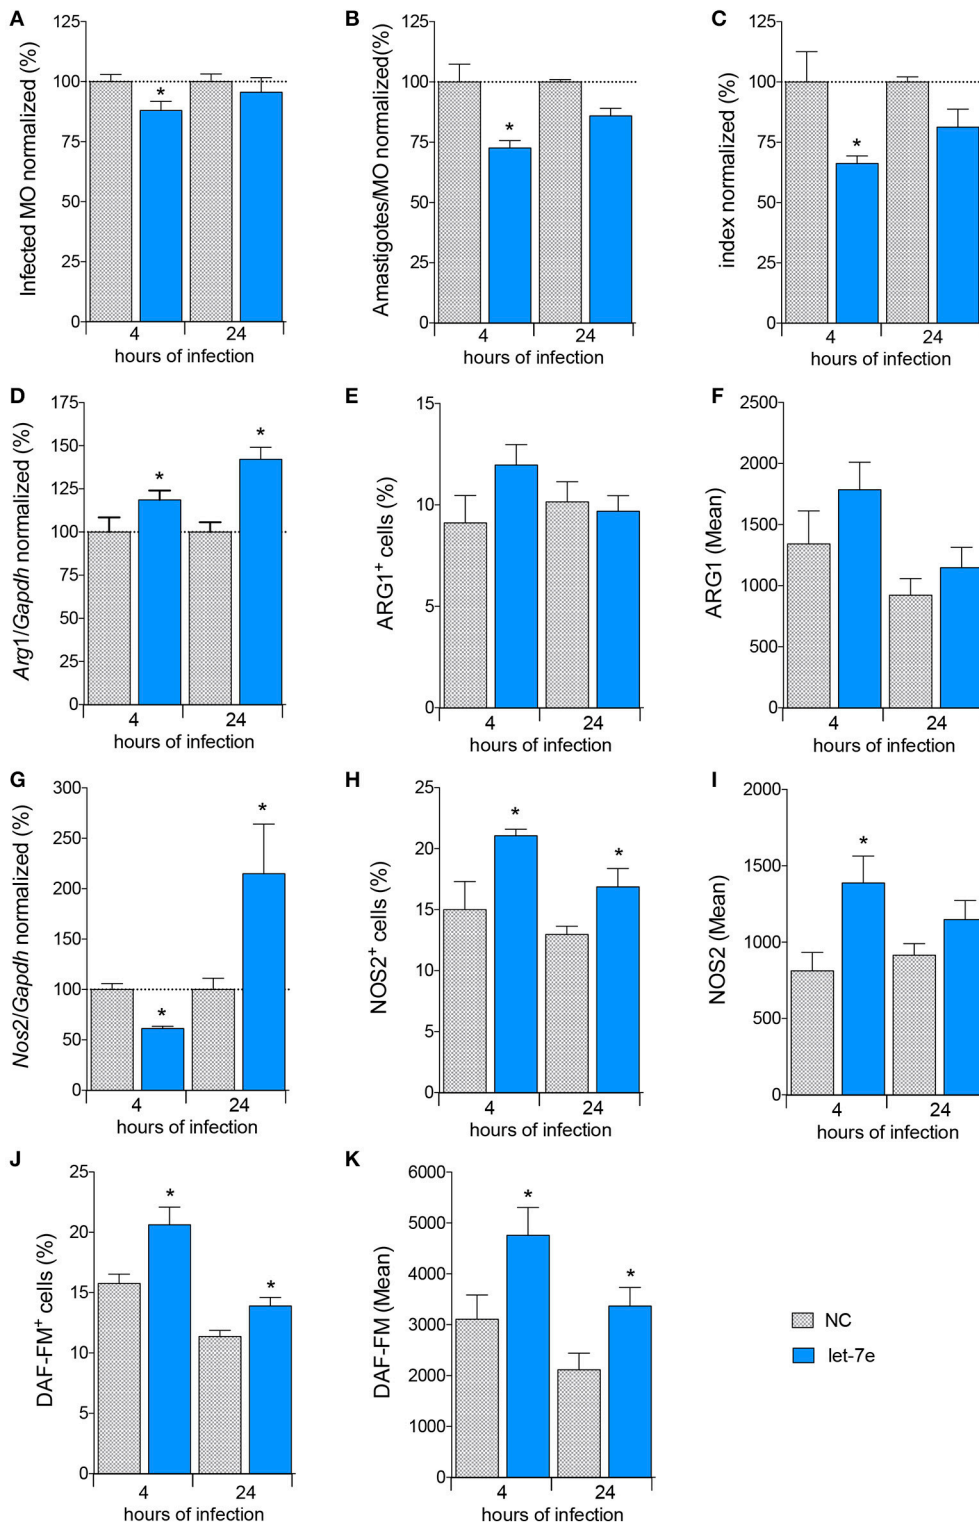 A
Infected MO normalized (%)
125
100
75
50
25
0
*
4
24
hours of infection
B
Amastigotes/MO normalized(%)
125
100
75
50
25
0
*
4
24
hours of infection
C
index normalized (%)
125
100
75
50
25
0
*
4
24
hours of infection
D
Arg1/Gapdh normalized (%)
175
150
125
100
75
50
25
0
*
*
4
24
hours of infection
E
ARG1+ cells (%)
15
10
5
0
4
24
hours of infection
F
ARG1 (Mean)
2500
2000
1500
1000
500
0
4
24
hours of infection
G
Nos2/Gapdh normalized (%)
300
250
200
150
100
50
0
*
*
4
24
hours of infection
H
NOS2+ cells (%)
25
20
15
10
5
0
*
*
4
24
hours of infection
I
NOS2 (Mean)
2000
1500
1000
500
0
*
4
24
hours of infection
J
DAF-FM+ cells (%)
25
20
15
10
5
0
*
*
4
24
hours of infection
K
DAF-FM (Mean)
6000
5000
4000
3000
2000
1000
0
*
*
4
24
hours of infection
NC
let-7e